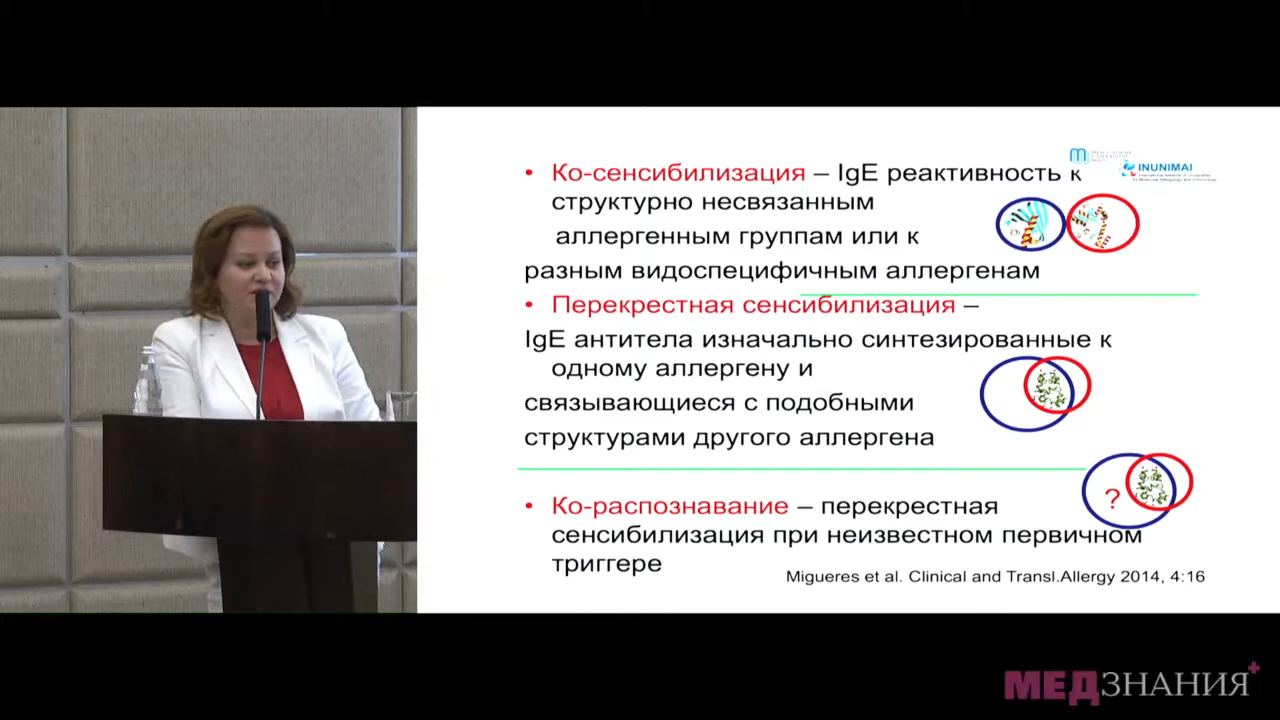 • Ко-сенсибилизация – IgE реактивность к
структурно несвязанным
аллергенным группам или к
разным видоспецифичным аллергенам
• Перекрестная сенсибилизация –
IgE антитела изначально синтезированные к
одному аллергену и
связывающиеся с подобными
структурами другого аллергена
• Ко-распознавание – перекрестная
сенсибилизация при неизвестном первичном
триггере
?
Migueres et al. Clinical and Transl.Allergy 2014, 4:16
INUNIMAI
МЕДЗНАНИЯ+